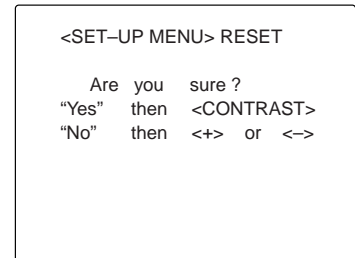 <SET–UP MENU> RESET
Are you sure ?
“Yes” then <CONTRAST>
“No” then <+> or <–>